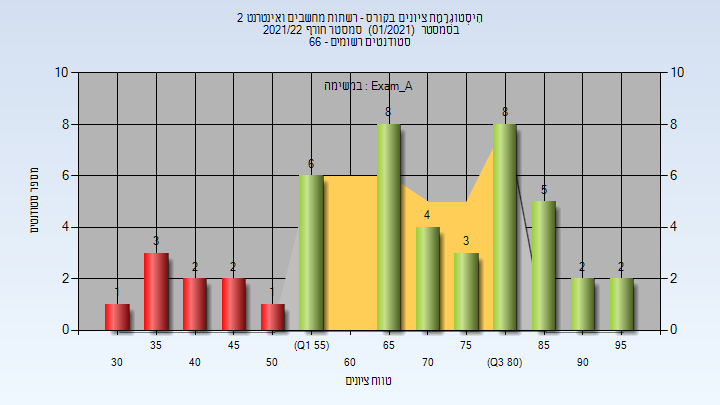 היסטוגרמת ציונים בקורס - רשתות מחשבים ואינטרנט 2
בסמסטר (01/2021) סמסטר חורף 2021/22
סטודנטים רשומים - 66
במשימה : Exam_A
10 10
8 8
6 6
4 4
2 2
0 0
מספר סטודנטים
1 3 2 2 1 6 8 4 3 8 5 2 2
35 45 (Q1 55) 65 75 85 95
30 40 50 60 70 (Q3 80) 90
טווח ציונים